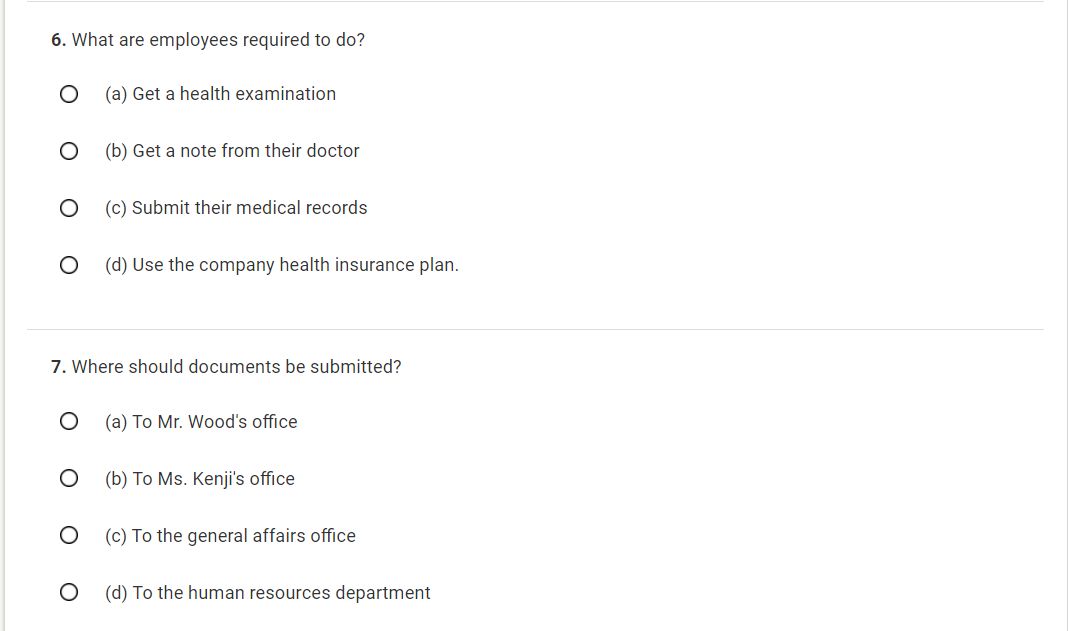 6. What are employees required to do?
(a) Get a health examination
(b) Get a note from their doctor
(c) Submit their medical records
(d) Use the company health insurance plan.
7. Where should documents be submitted?
(a) To Mr. Wood's office
(b) To Ms. Kenji's office
(c) To the general affairs office
(d) To the human resources department